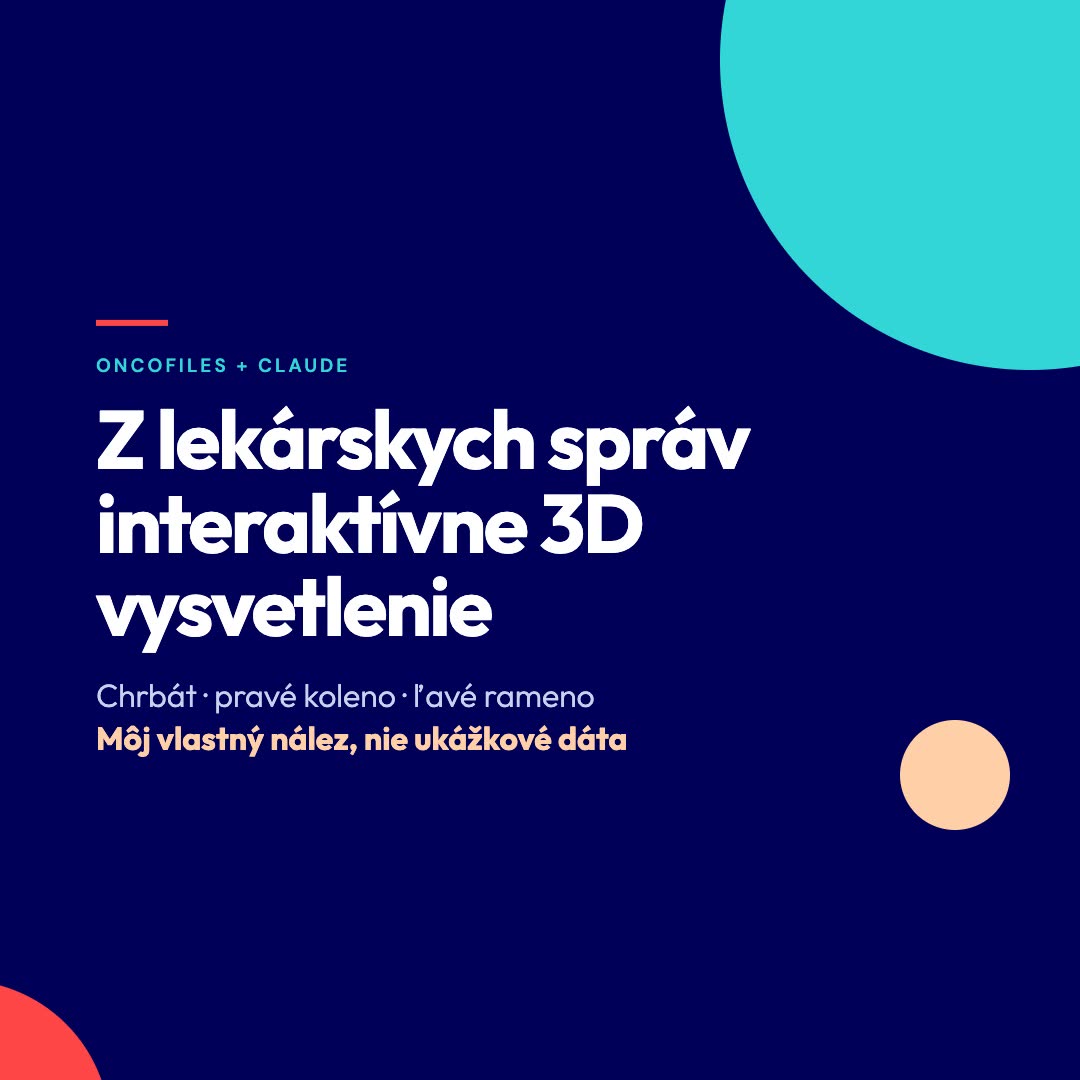 ONCOFILES + CLAUDE
Z lekárskych správ
interaktívne 3D
vysvetlenie
Chrbát · pravé koleno · ľavé rameno
Môj vlastný nález, nie ukážkové dáta